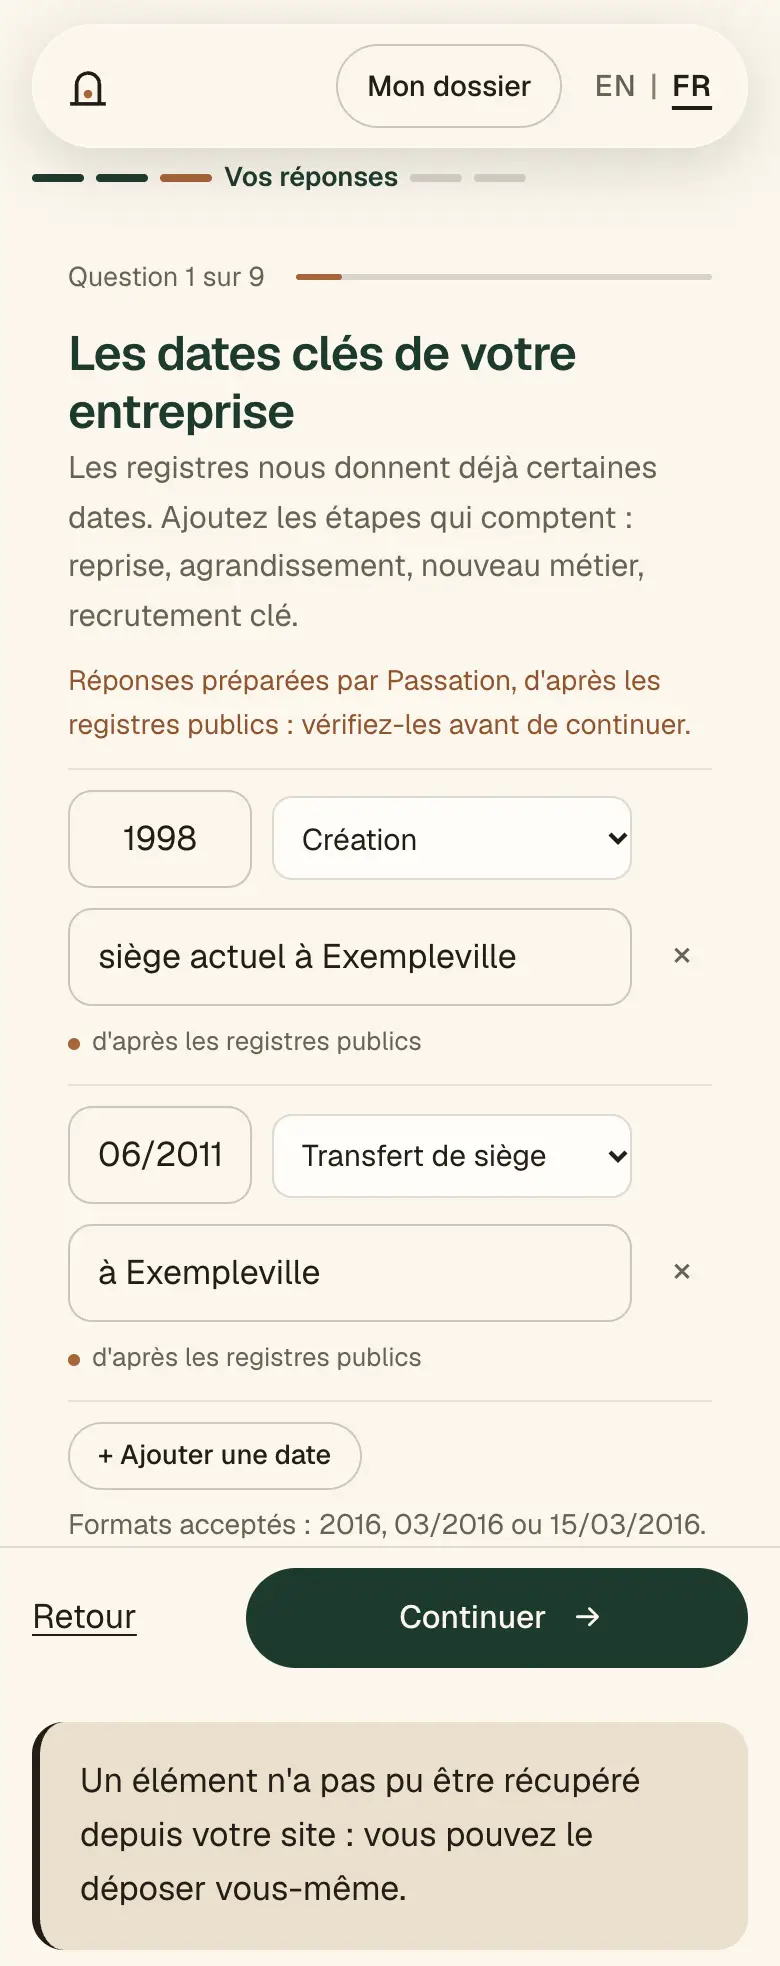 Mon dossier
EN | FR
Vos réponses
Question 1 sur 9
Les dates clés de votre
entreprise
Les registres nous donnent déjà certaines
dates. Ajoutez les étapes qui comptent :
reprise, agrandissement, nouveau métier,
recrutement clé.
Réponses préparées par Passation, d'après les
registres publics : vérifiez-les avant de continuer.
1998
Création
siège actuel à Exempleville
×
d'après les registres publics
06/2011
Transfert de siège
à Exempleville
×
d'après les registres publics
+ Ajouter une date
Formats acceptés : 2016, 03/2016 ou 15/03/2016.
Retour
Continuer →
Un élément n'a pas pu être récupéré
depuis votre site : vous pouvez le
déposer vous-même.